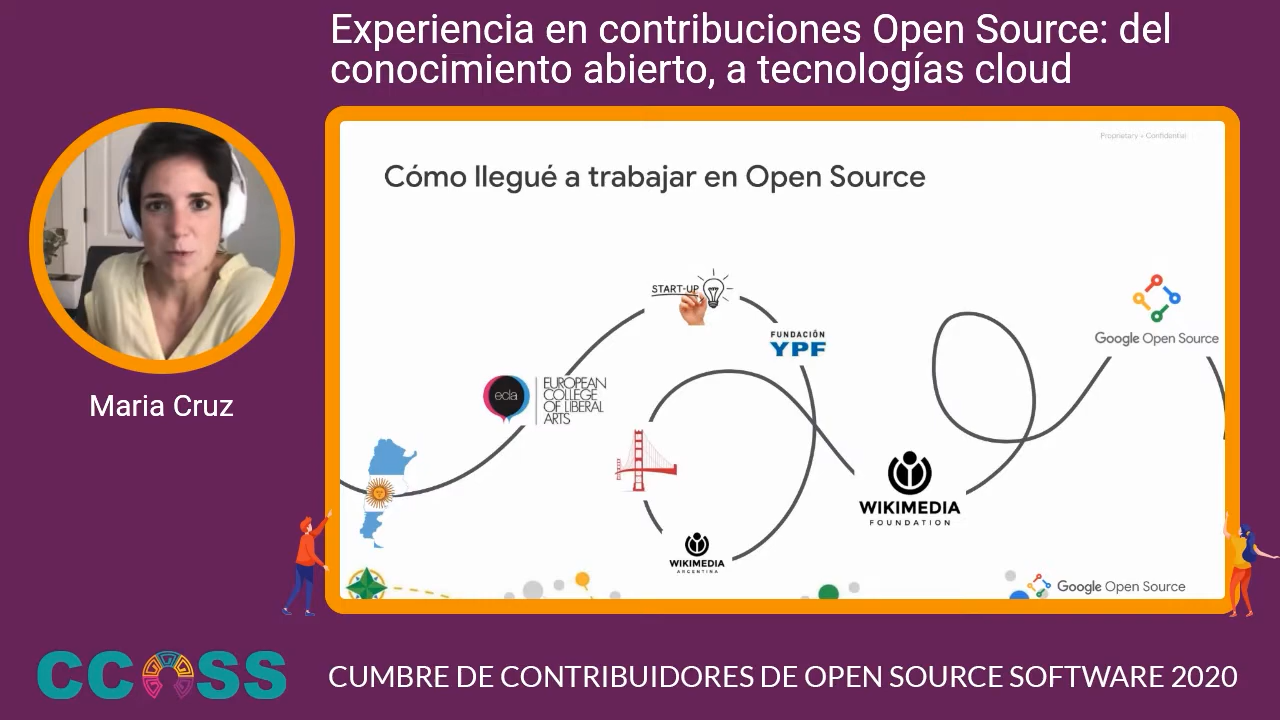 Experiencia en contribuciones Open Source: del
conocimiento abierto, a tecnologías cloud
Maria Cruz
Proprietary + Confidential
Cómo llegué a trabajar en Open Source
START-UP
FUNDACIÓN
YPF
Google Open Source
ecla
EUROPEAN
COLLEGE
OF LIBERAL
ARTS
WIKIMEDIA
FOUNDATION
WIKIMEDIA
ARGENTINA
Google Open Source
CCOSS
CUMBRE DE CONTRIBUIDORES DE OPEN SOURCE SOFTWARE 2020